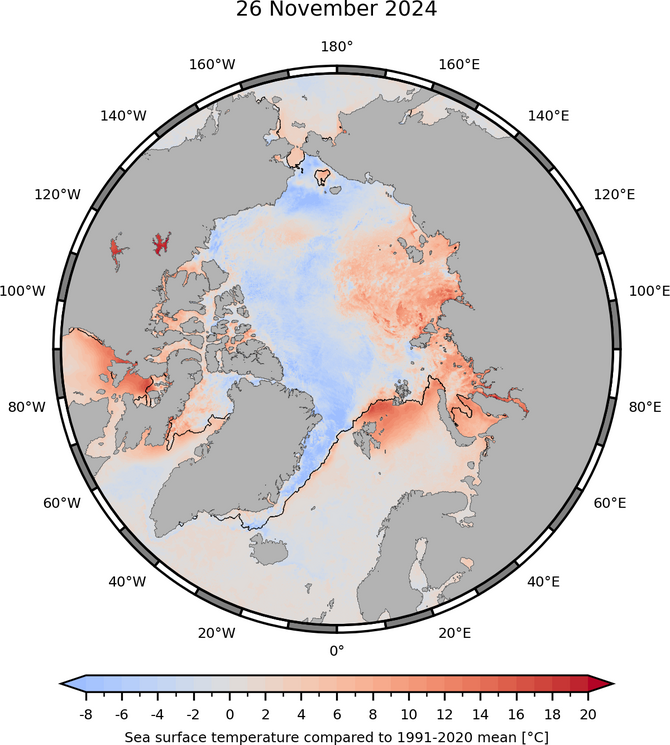 26 November 2024
180°
160°W 160°E
140°W 140°E
120°W 120°E
100°W 100°E
80°W 80°E
60°W 60°E
40°W 40°E
20°W 20°E
0°
-8 -6 -4 -2 0 2 4 6 8 10 12 14 16 18 20
Sea surface temperature compared to 1991-2020 mean [°C]